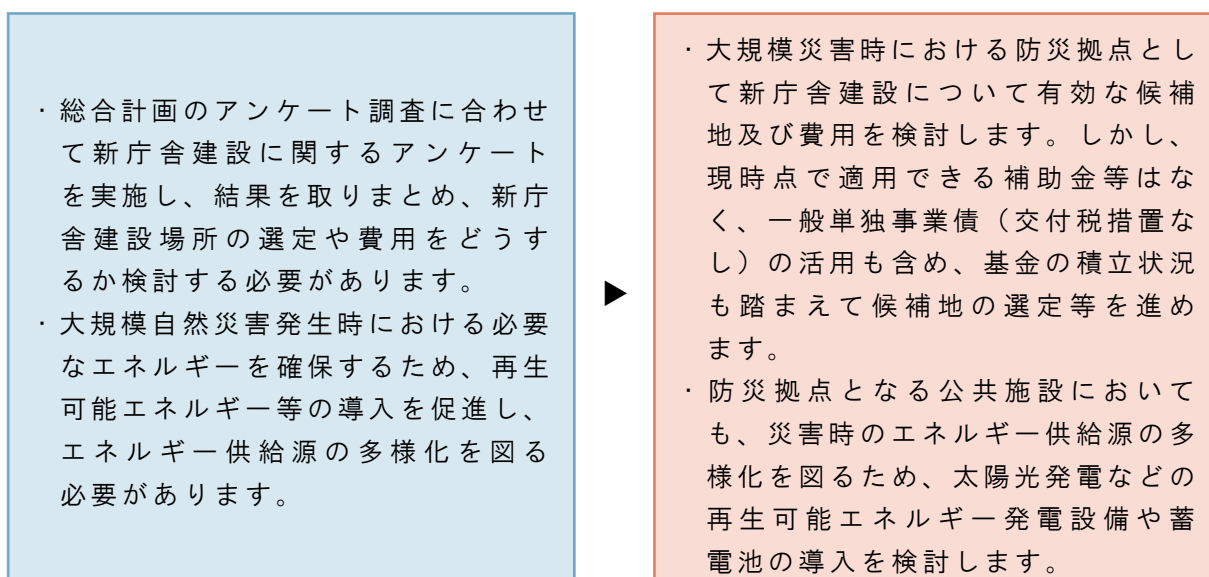 ・総合計画のアンケート調査に合わせ
て新庁舎建設に関するアンケート
を実施し、結果を取りまとめ、新庁
舎建設場所の選定や費用をどうす
るか検討する必要があります。
・大規模自然災害発生時における必要
なエネルギーを確保するため、再生
可能エネルギー等の導入を促進し、
エネルギー供給源の多様化を図る
必要があります。
▶
・大規模災害時における防災拠点とし
て新庁舎建設について有効な候補
地及び費用を検討します。しかし、
現時点で適用できる補助金等はな
く、一般単独事業債（交付税措置な
し）の活用も含め、基金の積立状況
も踏まえて候補地の選定等を進め
ます。
・防災拠点となる公共施設において
も、災害時のエネルギー供給源の多
様化を図るため、太陽光発電などの
再生可能エネルギー発電設備や蓄
電池の導入を検討します。